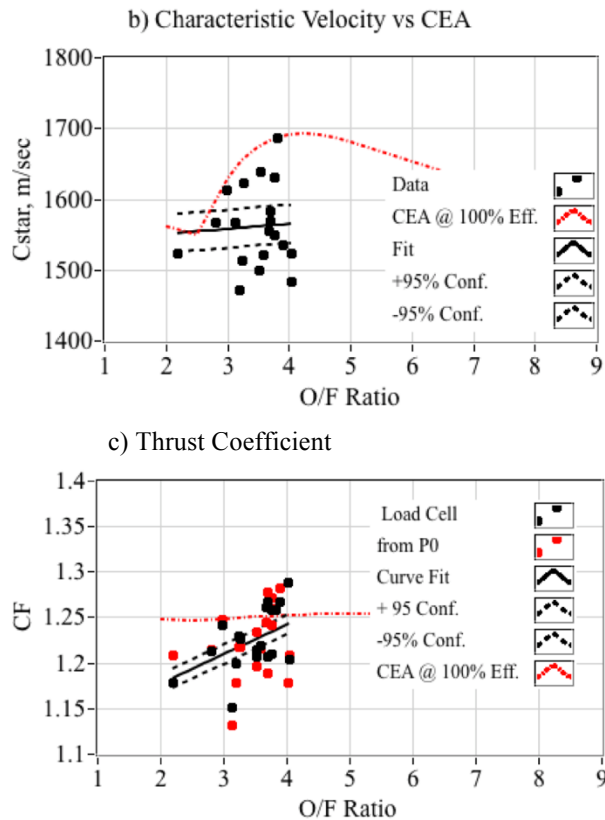 b) Characteristic Velocity vs CEA
1800
1700
1600
1500
1400
Cstar, m/sec
Data
CEA @ 100% Eff.
Fit
+95% Conf.
-95% Conf.
1 2 3 4 5 6 7 8 9
O/F Ratio
c) Thrust Coefficient
1.4
1.35
1.3
1.25
1.2
1.15
1.1
CF
Load Cell
from P0
Curve Fit
+ 95 Conf.
-95% Conf.
CEA @ 100% Eff.
1 2 3 4 5 6 7 8 9
O/F Ratio